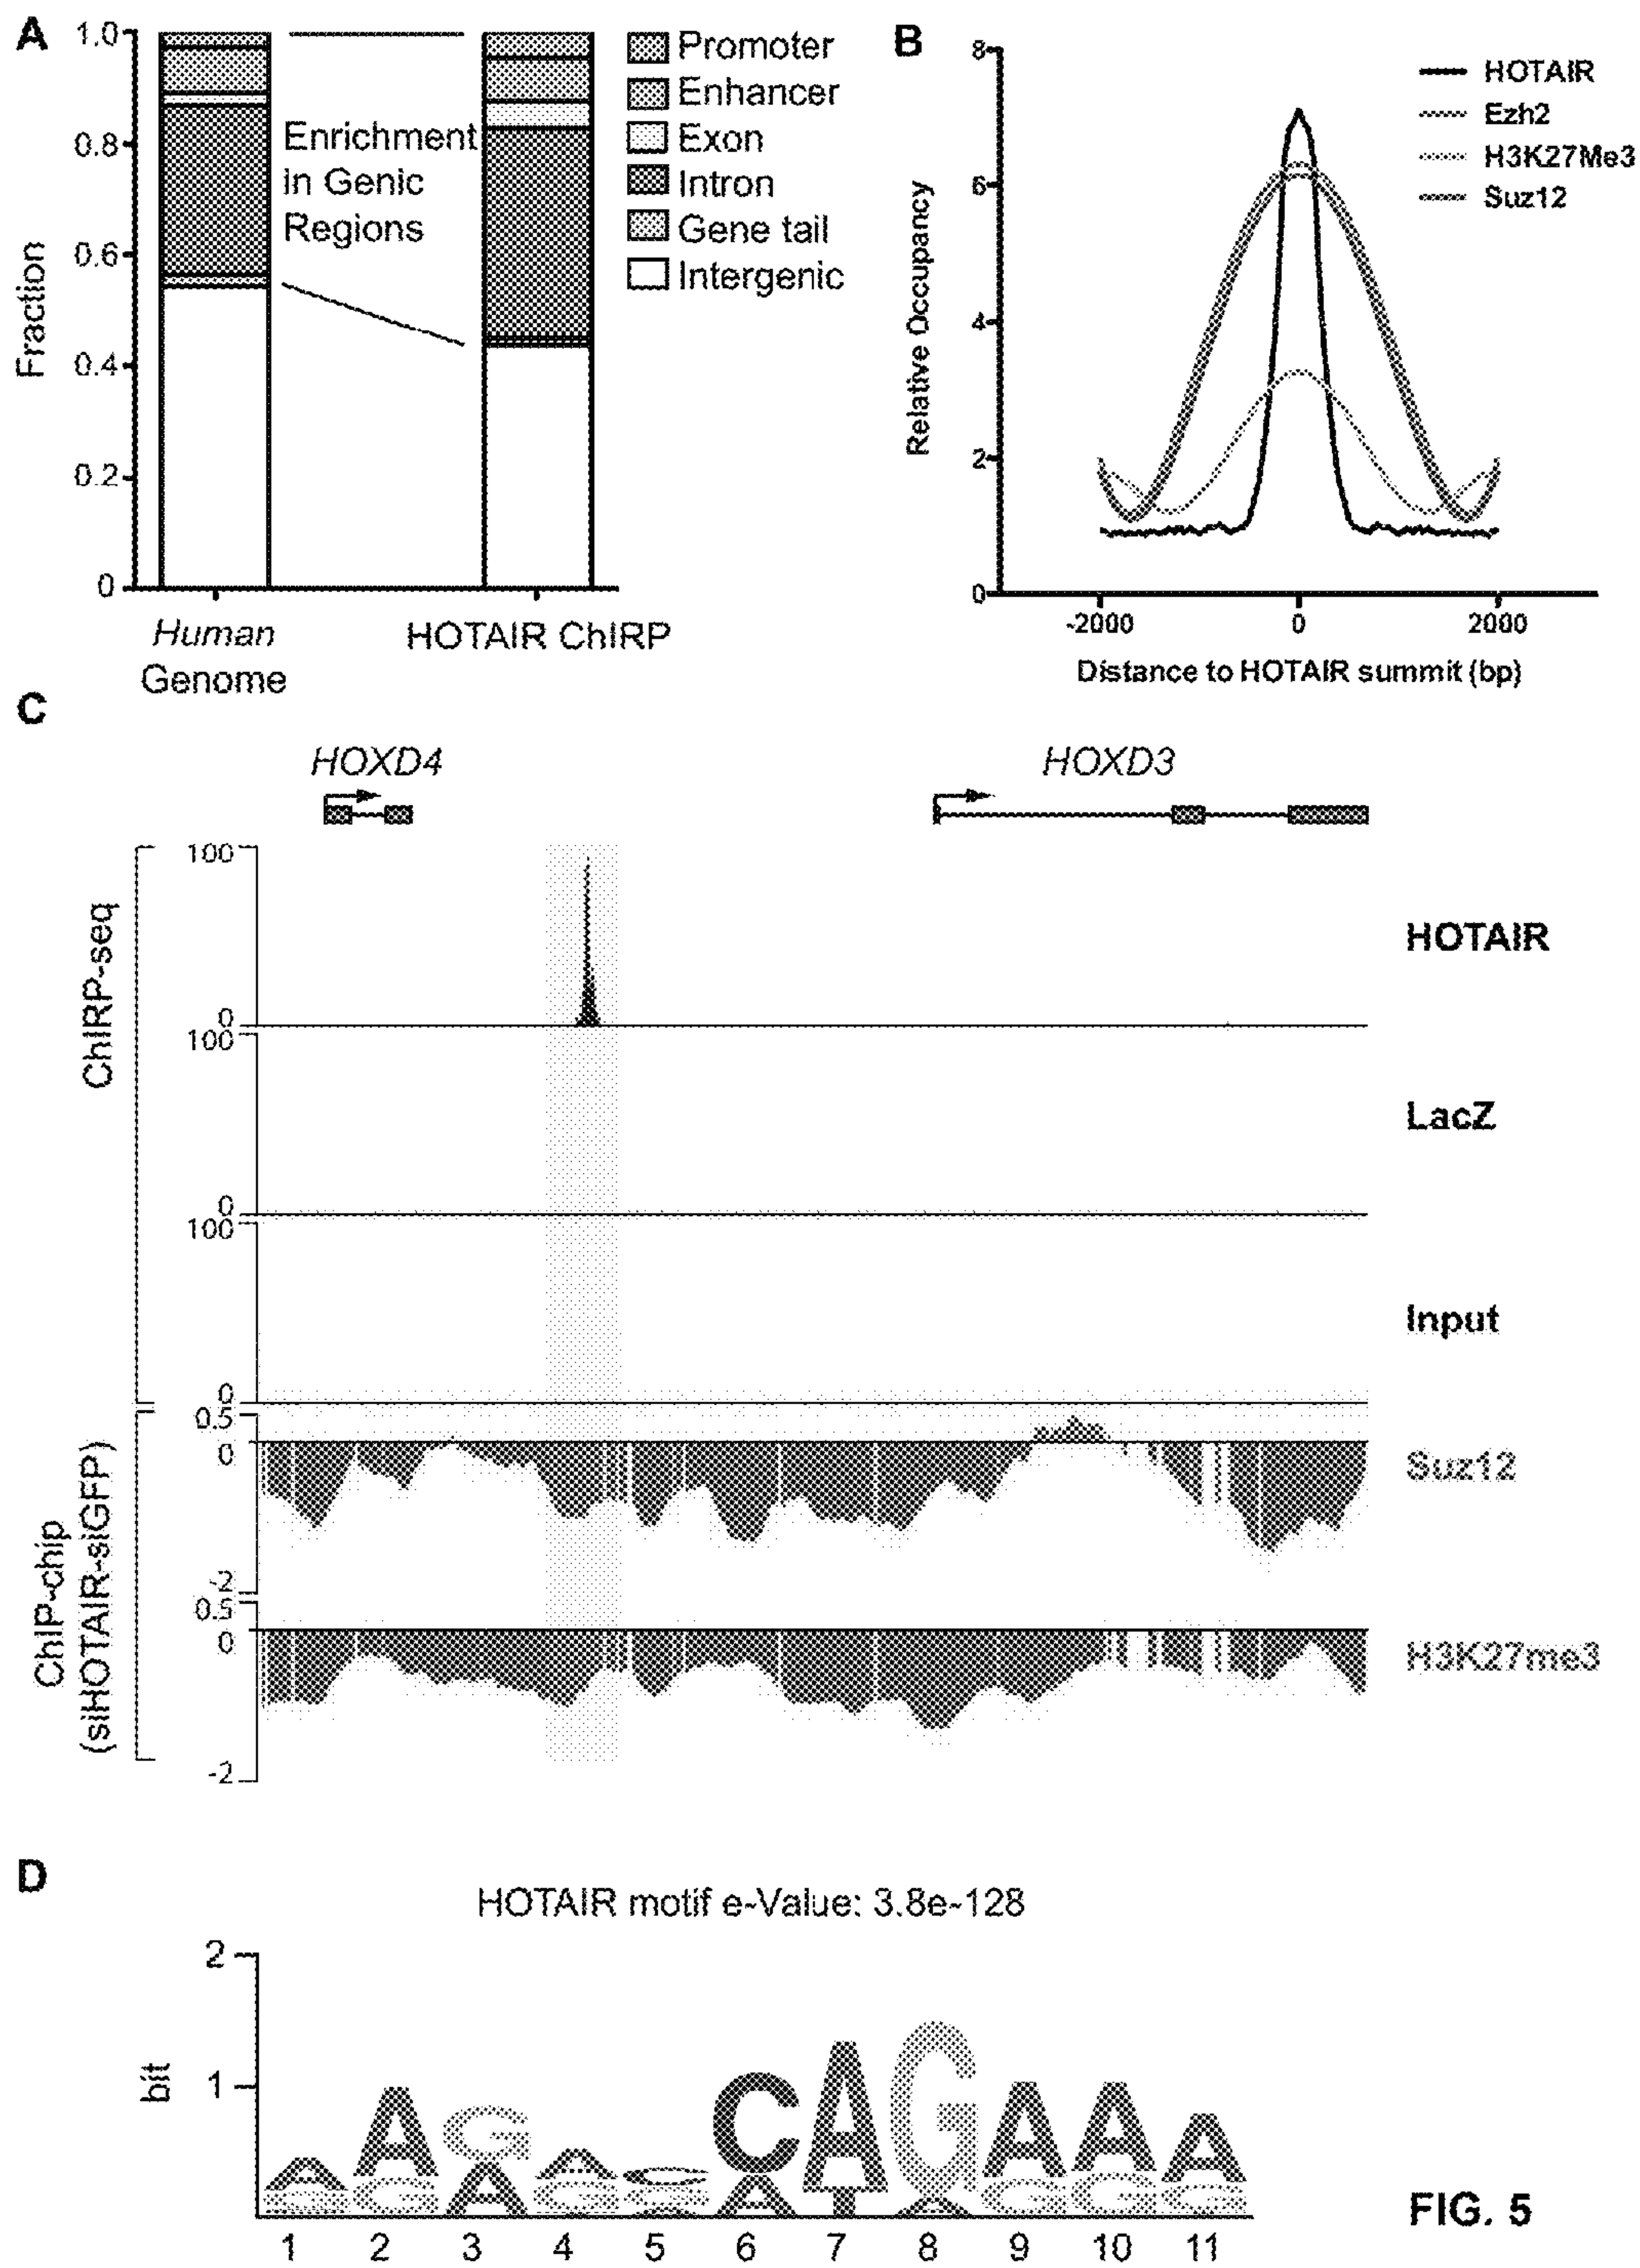 A
1.0
0.8
0.6
0.4
0.2
0
Fraction
Enrichment
in Genic
Regions
Human
Genome
HOTAIR ChIRP
Promoter
Enhancer
Exon
Intron
Gene tail
Intergenic
B
8
6
4
2
0
Relative Occupancy
HOTAIR
Ezh2
H3K27Me3
Suz12
-2000
0
2000
Distance to HOTAIR summit (bp)
C
HOXD4
HOXD3
ChIRP-seq
100
0
HOTAIR
100
0
LacZ
100
0
Input
ChIP-chip
(siHOTAIR-siGFP)
0.5
0
-2
Suz12
0.5
0
-2
H3K27me3
D
HOTAIR motif e-Value: 3.8e-128
2
1
bit
A A G A C C A G A A A
G G A G G A T A G G G
1 2 3 4 5 6 7 8 9 10 11
FIG. 5